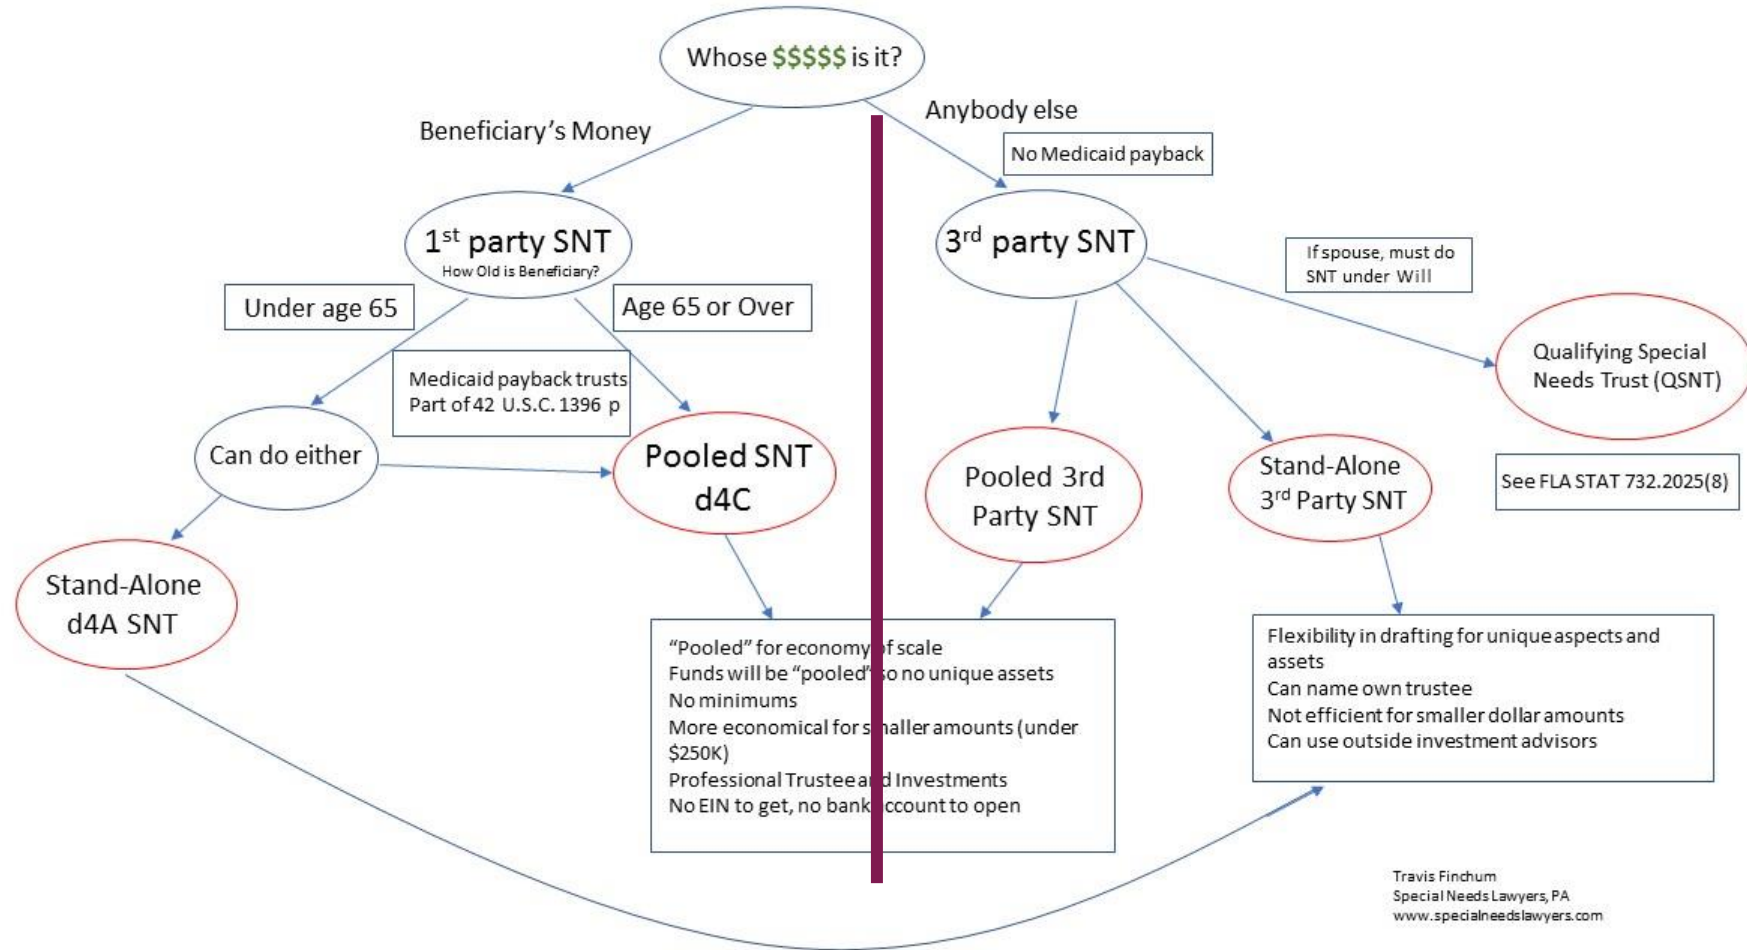 Whose $$$$$ is it?
Beneficiary's Money
Anybody else
No Medicaid payback
1st party SNT
How Old is Beneficiary?
3rd party SNT
If spouse, must do
SNT under Will
Under age 65
Age 65 or Over
Medicaid payback trusts
Part of 42 U.S.C. 1396 p
Qualifying Special
Needs Trust (QSNT)
Can do either
Pooled SNT
d4C
Pooled 3rd
Party SNT
Stand-Alone
3rd Party SNT
See FLA STAT 732.2025(8)
Stand-Alone
d4A SNT
“Pooled” for economy of scale
Funds will be “pooled” so no unique assets
No minimums
More economical for smaller amounts (under
$250K)
Professional Trustee and Investments
No EIN to get, no bank account to open
Flexibility in drafting for unique aspects and
assets
Can name own trustee
Not efficient for smaller dollar amounts
Can use outside investment advisors
Travis Finchum
Special Needs Lawyers, PA
www.specialneedslawyers.com